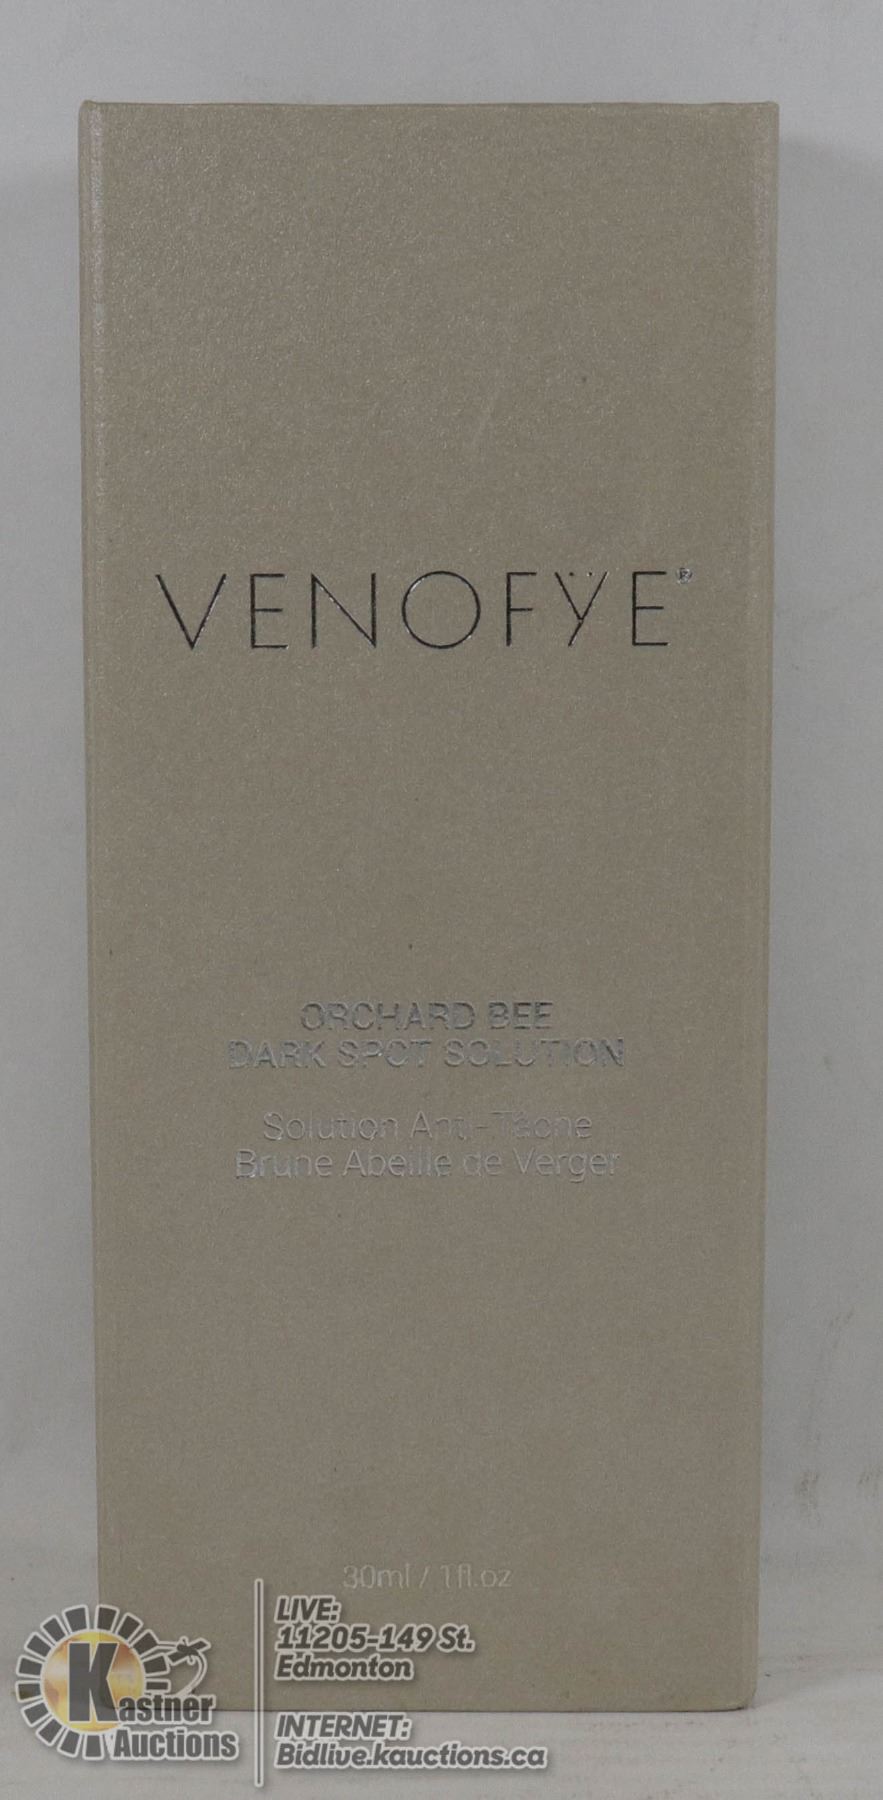 VENOFŸE®
ORCHARD BEE
DARK SPOT SOLUTION
Solution Anti-Tâche
Brune Abeille de Verger
30ml / 1fl.oz
Kastner
Auctions
LIVE:
11205-149 St.
Edmonton
INTERNET:
Bidlive.kauctions.ca